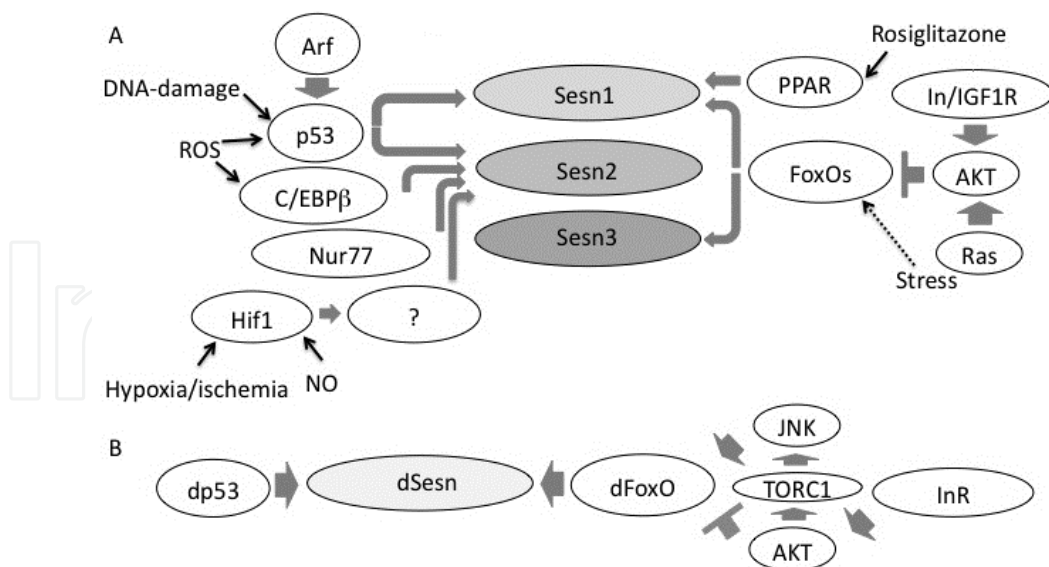 A
Arf
Rosiglitazone
DNA-damage
Sesn1
PPAR
In/IGF1R
p53
ROS
Sesn2
FoxOs
AKT
C/EBPβ
Sesn3
Nur77
Ras
Stress
Hif1
?
Hypoxia/ischemia
NO
B
JNK
dp53
dSesn
dFoxO
TORC1
InR
AKT